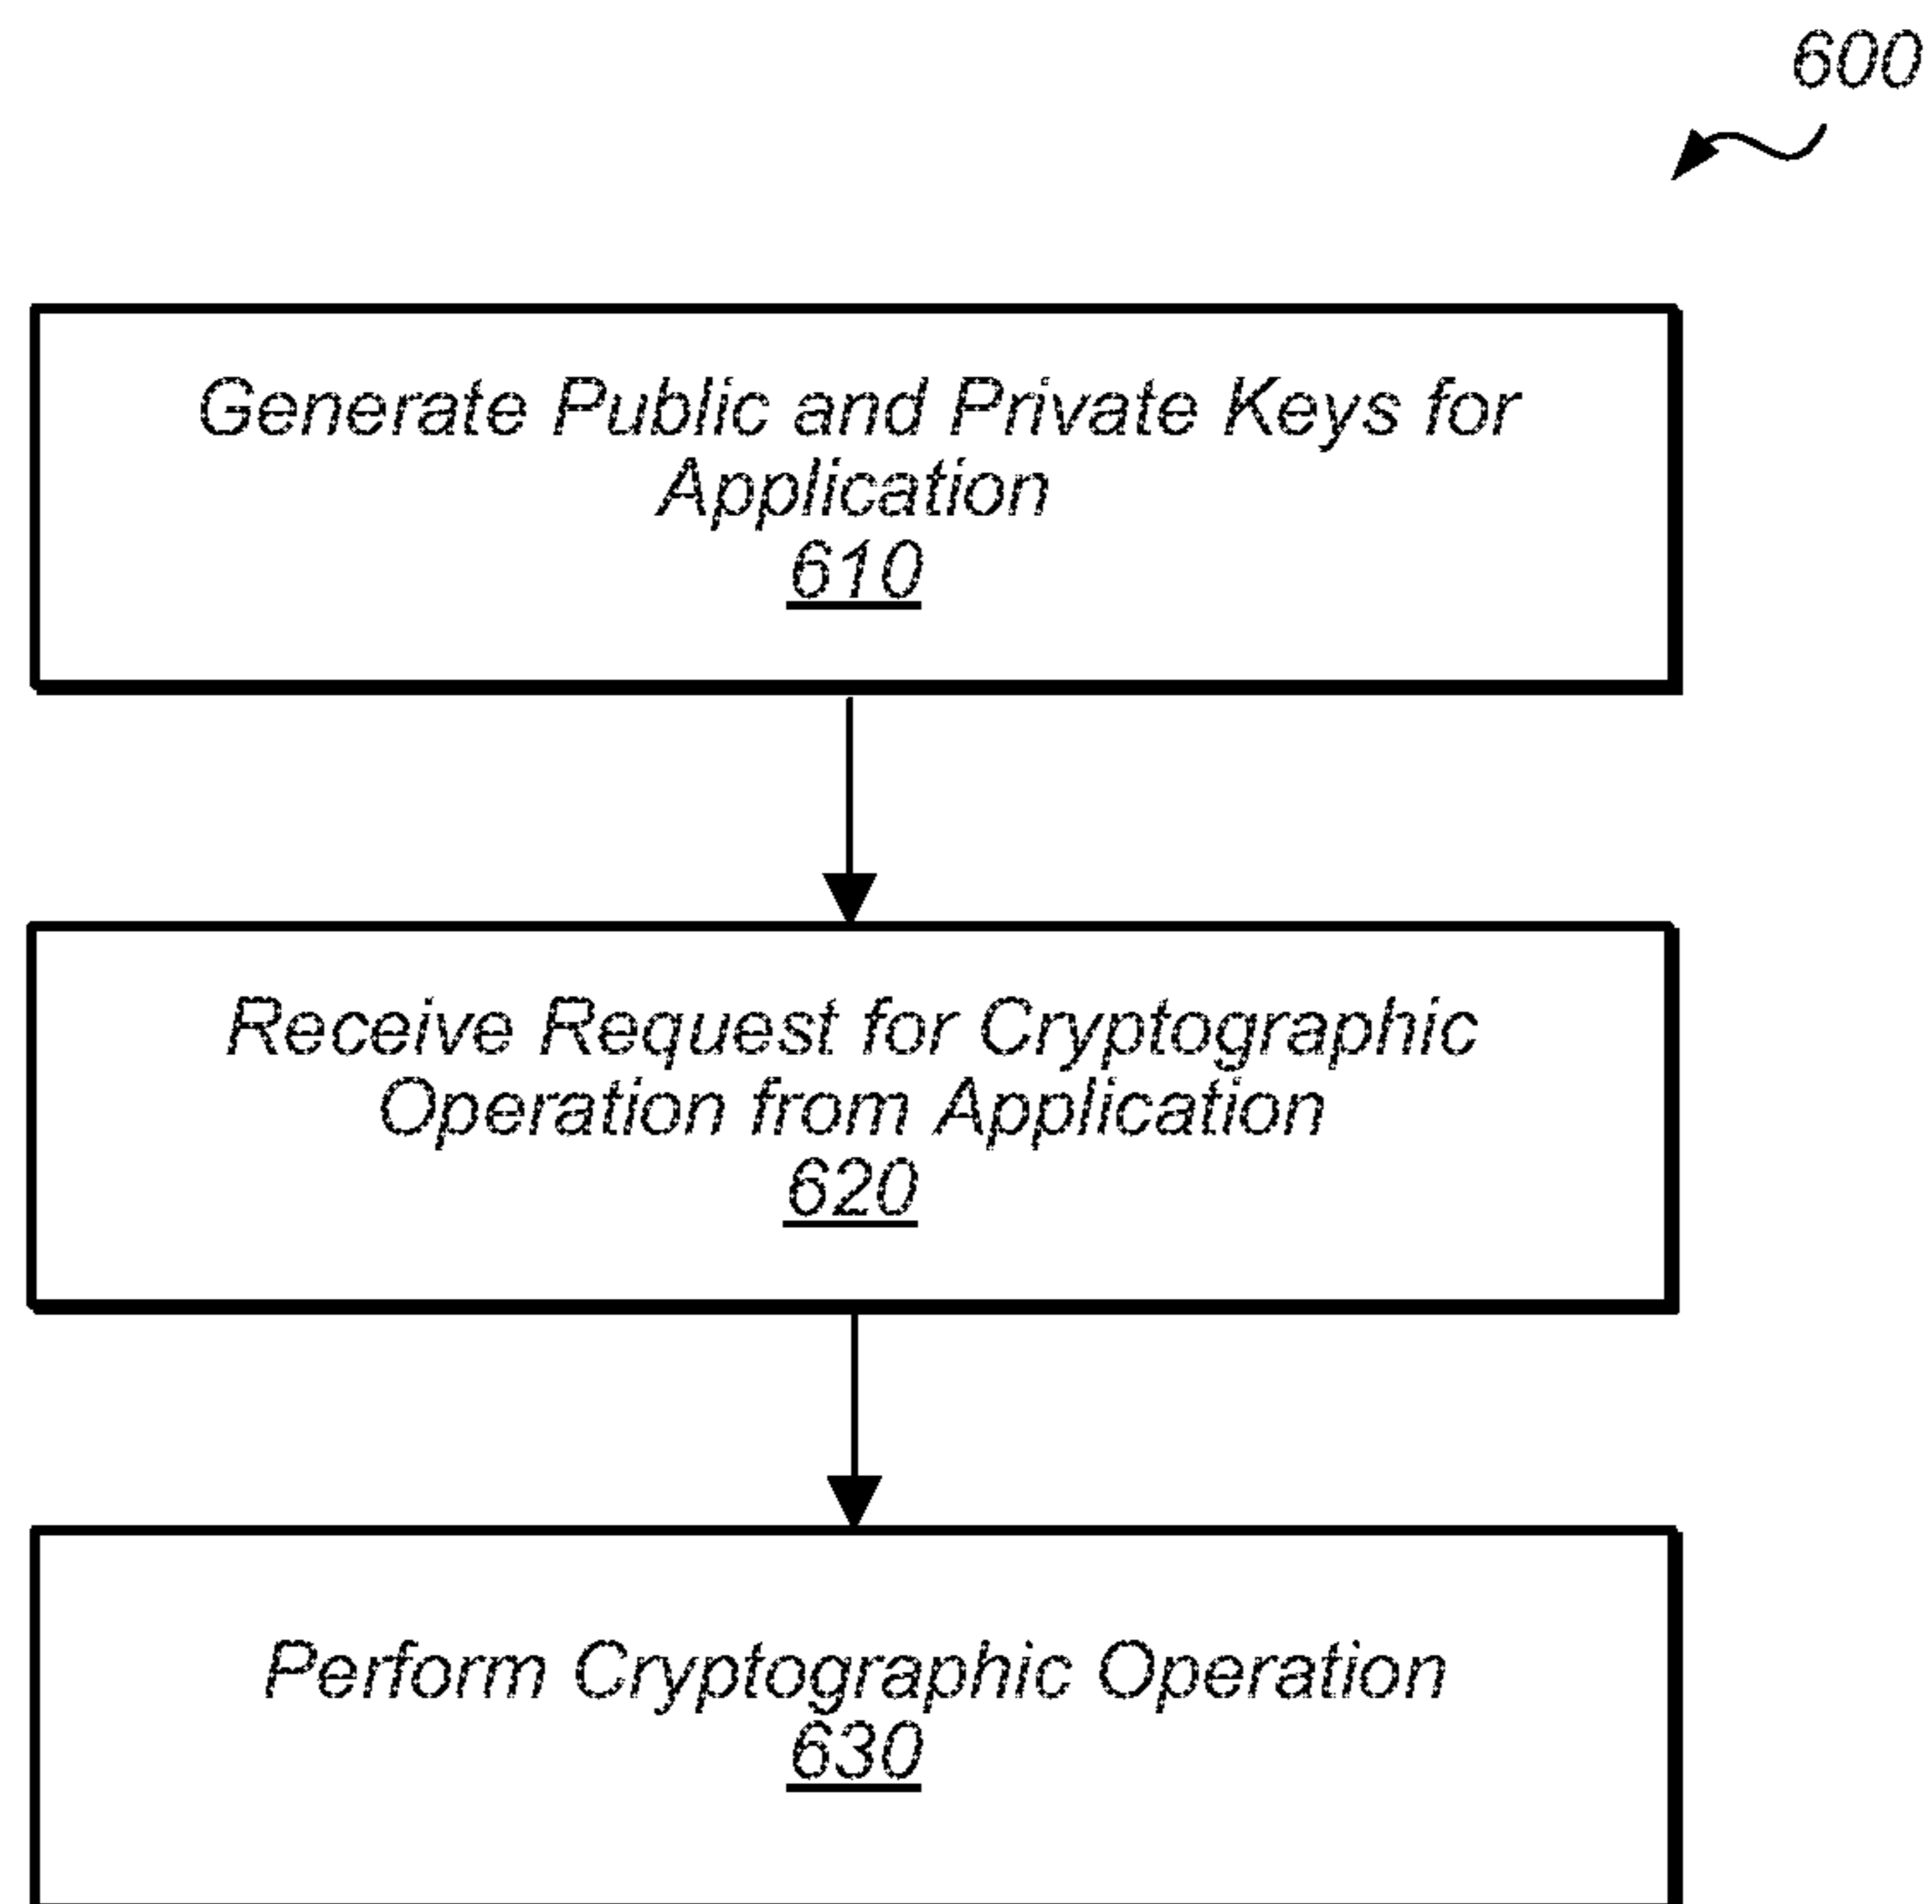 600
Generate Public and Private Keys for
Application
610
Receive Request for Cryptographic
Operation from Application
620
Perform Cryptographic Operation
630